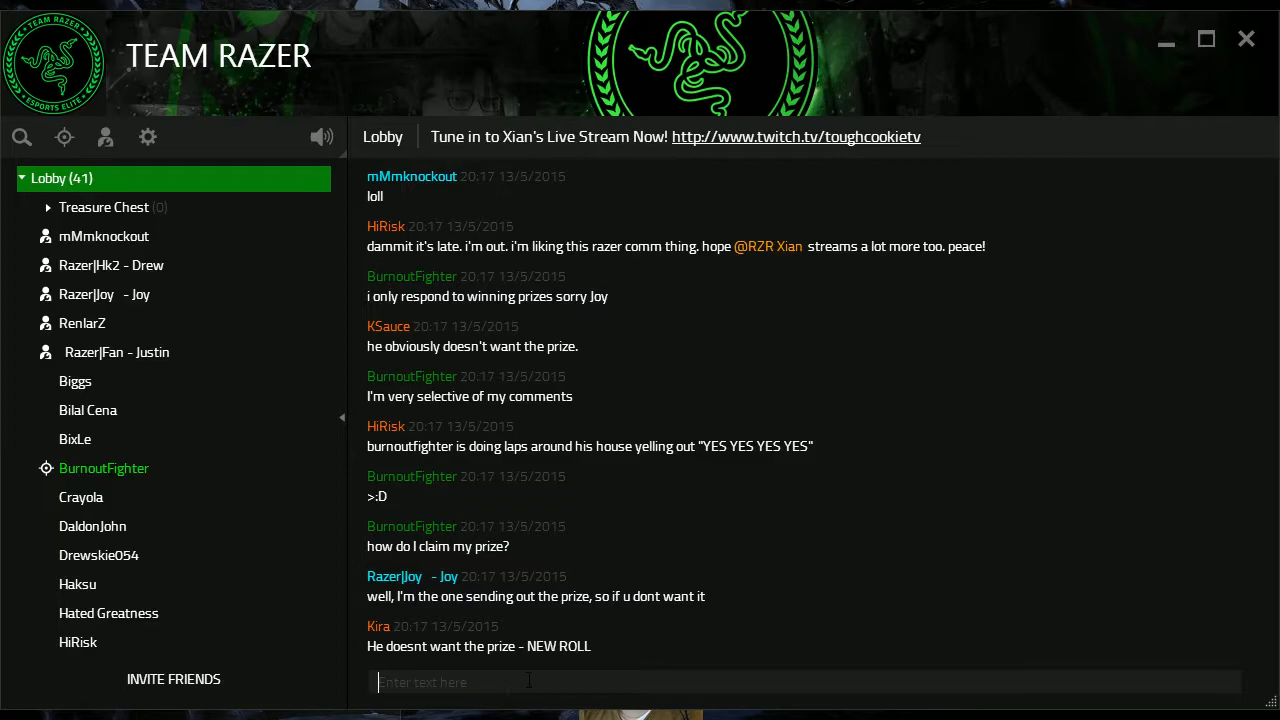 TEAM RAZER
ESPORTS ELITE
TEAM RAZER
Lobby
Tune in to Xian's Live Stream Now! http://www.twitch.tv/toughcookietv
Lobby (41)
Treasure Chest (0)
mMmknockout
Razer|Hk2 - Drew
Razer|Joy - Joy
RenlarZ
Razer|Fan - Justin
Biggs
Bilal Cena
BixLe
BurnoutFighter
Crayola
DaldonJohn
Drewskie054
Haksu
Hated Greatness
HiRisk
INVITE FRIENDS
mMmknockout 20:17 13/5/2015
loll
HiRisk 20:17 13/5/2015
dammit it's late. i'm out. i'm liking this razer comm thing. hope @RZR Xian streams a lot more too. peace!
BurnoutFighter 20:17 13/5/2015
i only respond to winning prizes sorry Joy
KSauce 20:17 13/5/2015
he obviously doesn't want the prize.
BurnoutFighter 20:17 13/5/2015
I'm very selective of my comments
HiRisk 20:17 13/5/2015
burnoutfighter is doing laps around his house yelling out "YES YES YES YES"
BurnoutFighter 20:17 13/5/2015
>:D
BurnoutFighter 20:17 13/5/2015
how do I claim my prize?
Razer|Joy - Joy 20:17 13/5/2015
well, I'm the one sending out the prize, so if u dont want it
Kira 20:17 13/5/2015
He doesnt want the prize - NEW ROLL
Enter text here